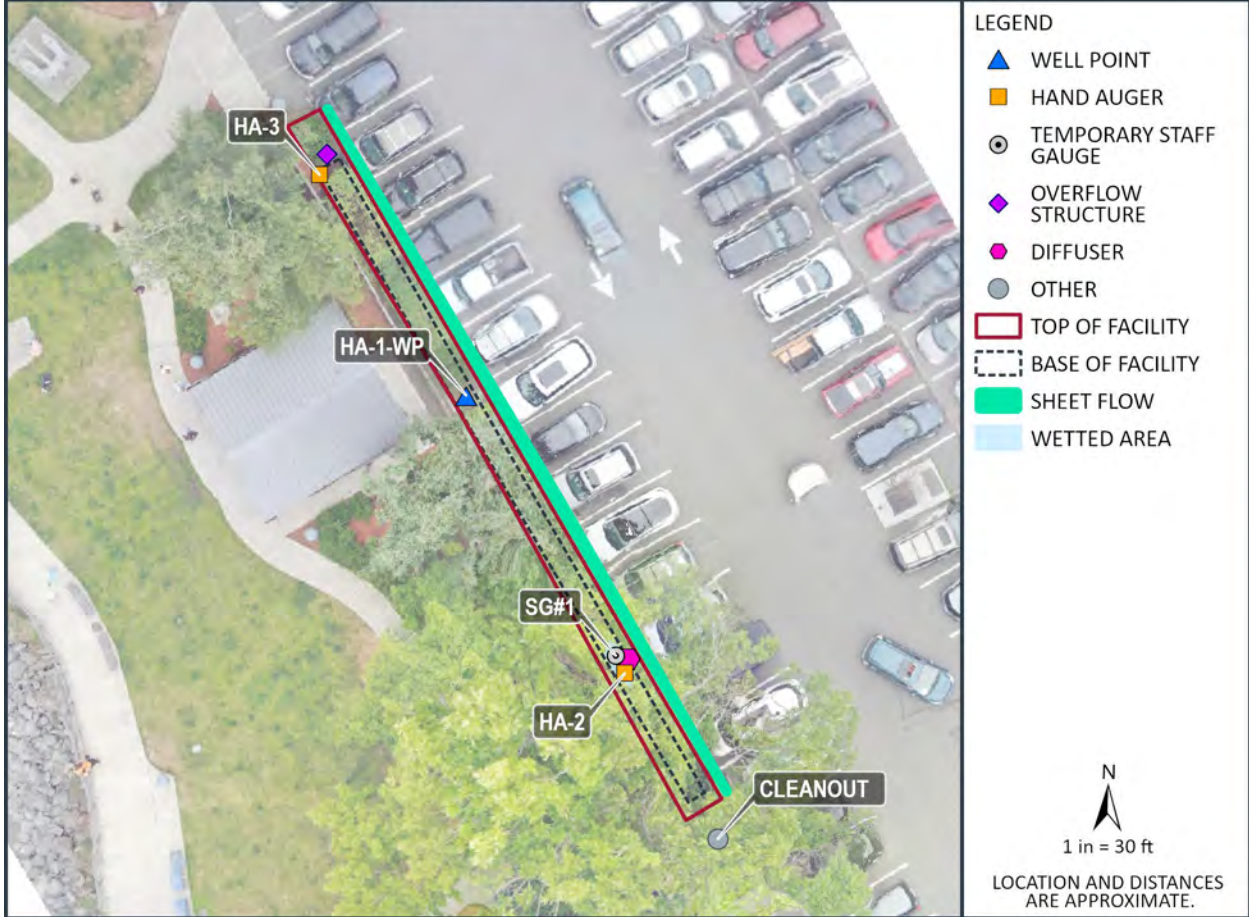 HA-3
HA-1-WP
SG#1
HA-2
CLEANOUT
LEGEND
WELL POINT
HAND AUGER
TEMPORARY STAFF
GAUGE
OVERFLOW
STRUCTURE
DIFFUSER
OTHER
TOP OF FACILITY
BASE OF FACILITY
SHEET FLOW
WETTED AREA
N
1 in = 30 ft
LOCATION AND DISTANCES
ARE APPROXIMATE.